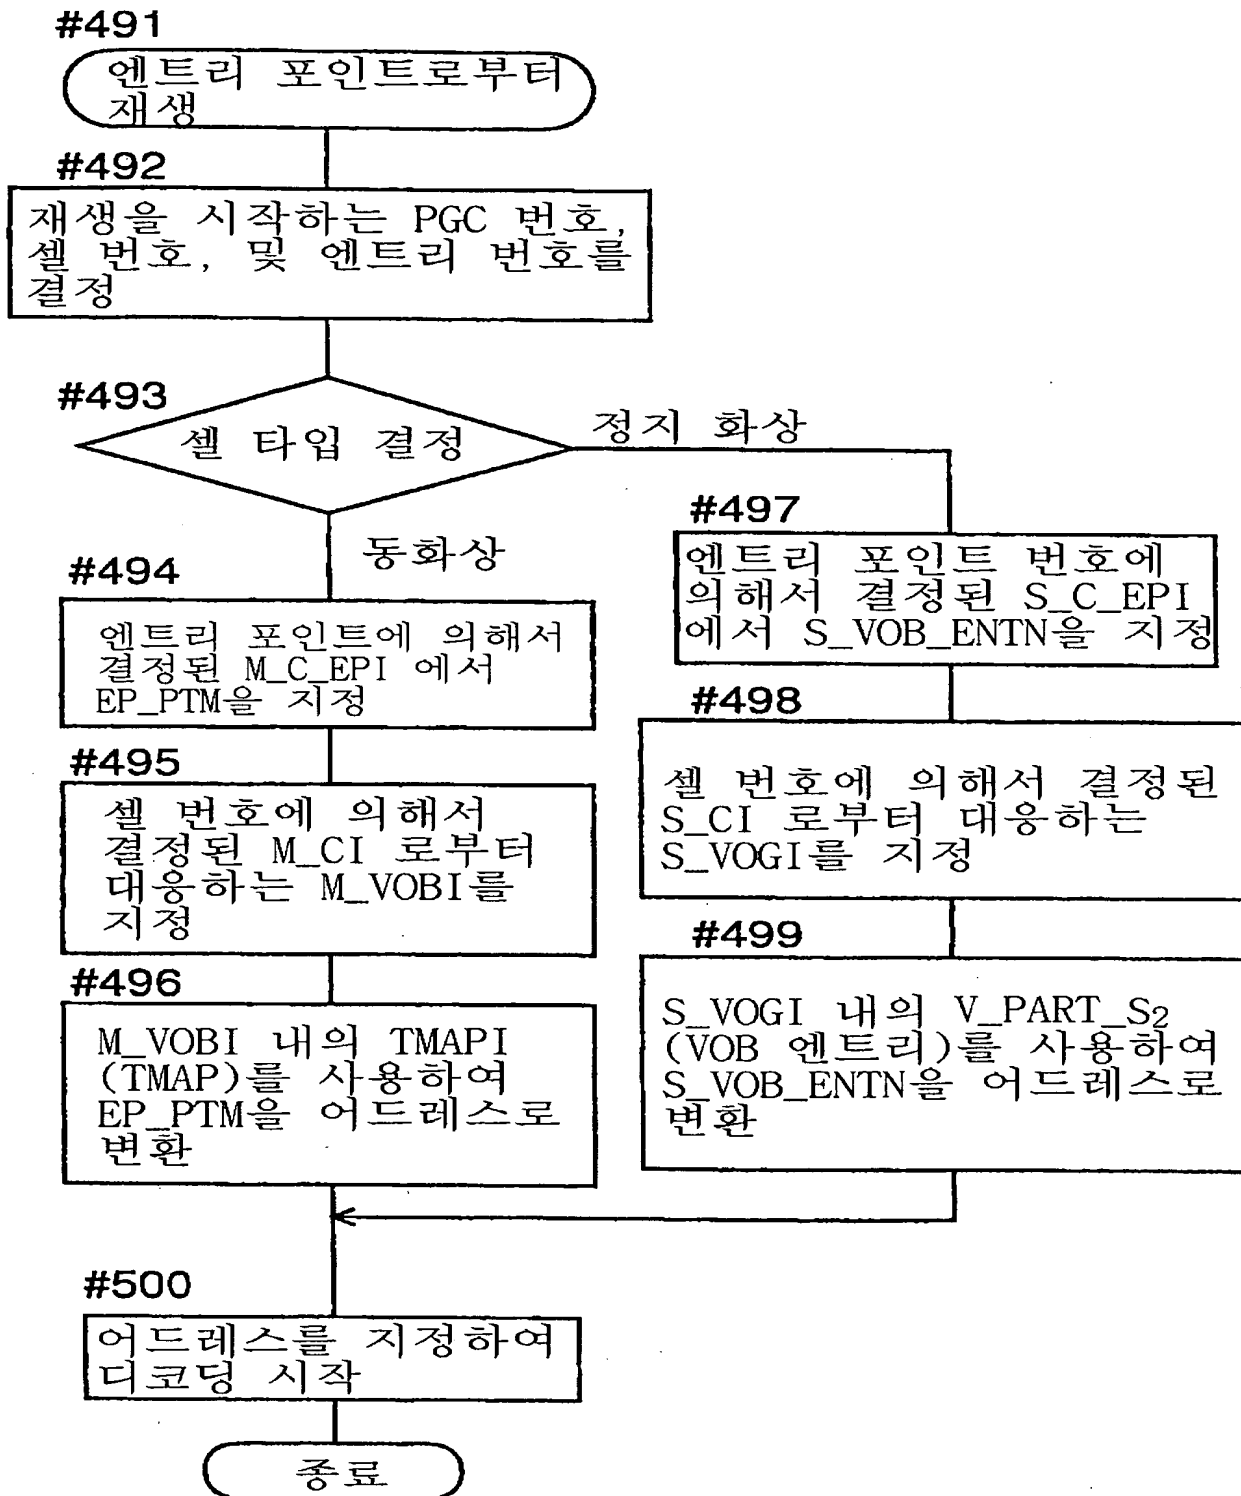 #491
엔트리 포인트로부터
재생
#492
재생을 시작하는 PGC 번호,
셀 번호, 및 엔트리 번호를
결정
#493
셀 타입 결정
정지 화상
동화상
#494
엔트리 포인트에 의해서
결정된 M_C_EPI 에서
EP_PTM을 지정
#495
셀 번호에 의해서
결정된 M_CI 로부터
대응하는 M_VOBI를
지정
#496
M_VOBI 내의 TMAPI
(TMAP)를 사용하여
EP_PTM을 어드레스로
변환
#497
엔트리 포인트 번호에
의해서 결정된 S_C_EPI
에서 S_VOB_ENTN을 지정
#498
셀 번호에 의해서 결정된
S_CI 로부터 대응하는
S_VOGI를 지정
#499
S_VOGI 내의 V_PART_S2
(VOB 엔트리)를 사용하여
S_VOB_ENTN을 어드레스로
변환
#500
어드레스를 지정하여
디코딩 시작
종료